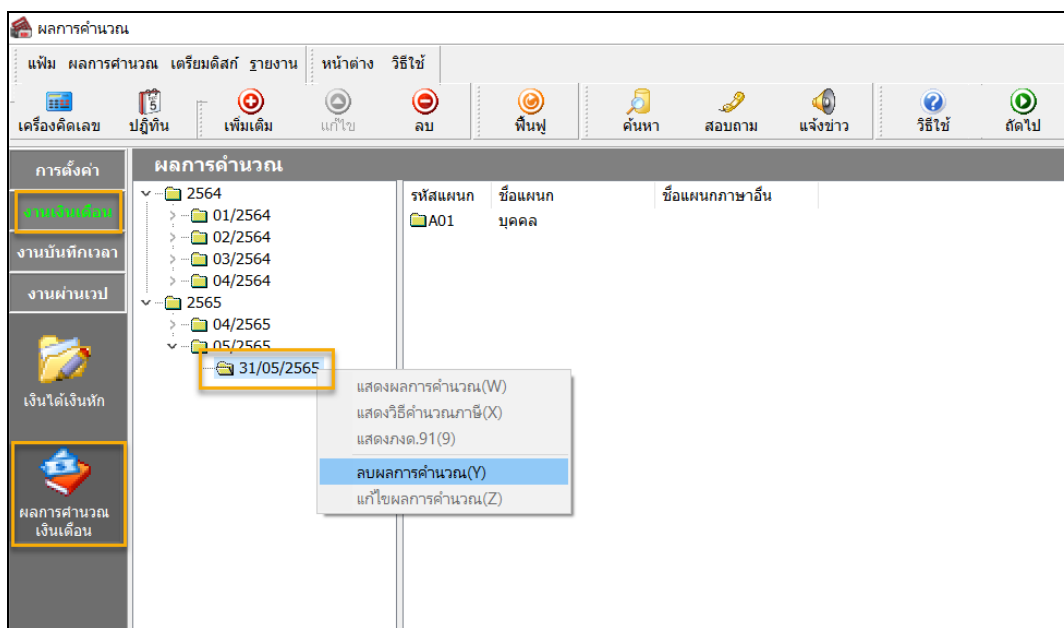 ผลการคำนวณ
แฟ้ม ผลการคำนวณ เตรียมดิสก์ รายงาน หน้าต่าง วิธีใช้
เครื่องคิดเลข ปฏิทิน เพิ่มเติม แก้ไข ลบ ฟื้นฟู ค้นหา สอบถาม แจ้งข่าว วิธีใช้ ถัดไป
การตั้งค่า
งานเงินเดือน
งานบันทึกเวลา
งานผ่านเวป
เงินได้เงินหัก
ผลการคำนวณ
เงินเดือน
ผลการคำนวณ
2564
01/2564
02/2564
03/2564
04/2564
2565
04/2565
05/2565
31/05/2565
รหัสแผนก ชื่อแผนก ชื่อแผนกภาษาอื่น
A01 บุคคล
แสดงผลการคำนวณ(W)
แสดงวิธีคำนวณภาษี(X)
แสดงภงด.91(9)
ลบผลการคำนวณ(Y)
แก้ไขผลการคำนวณ(Z)